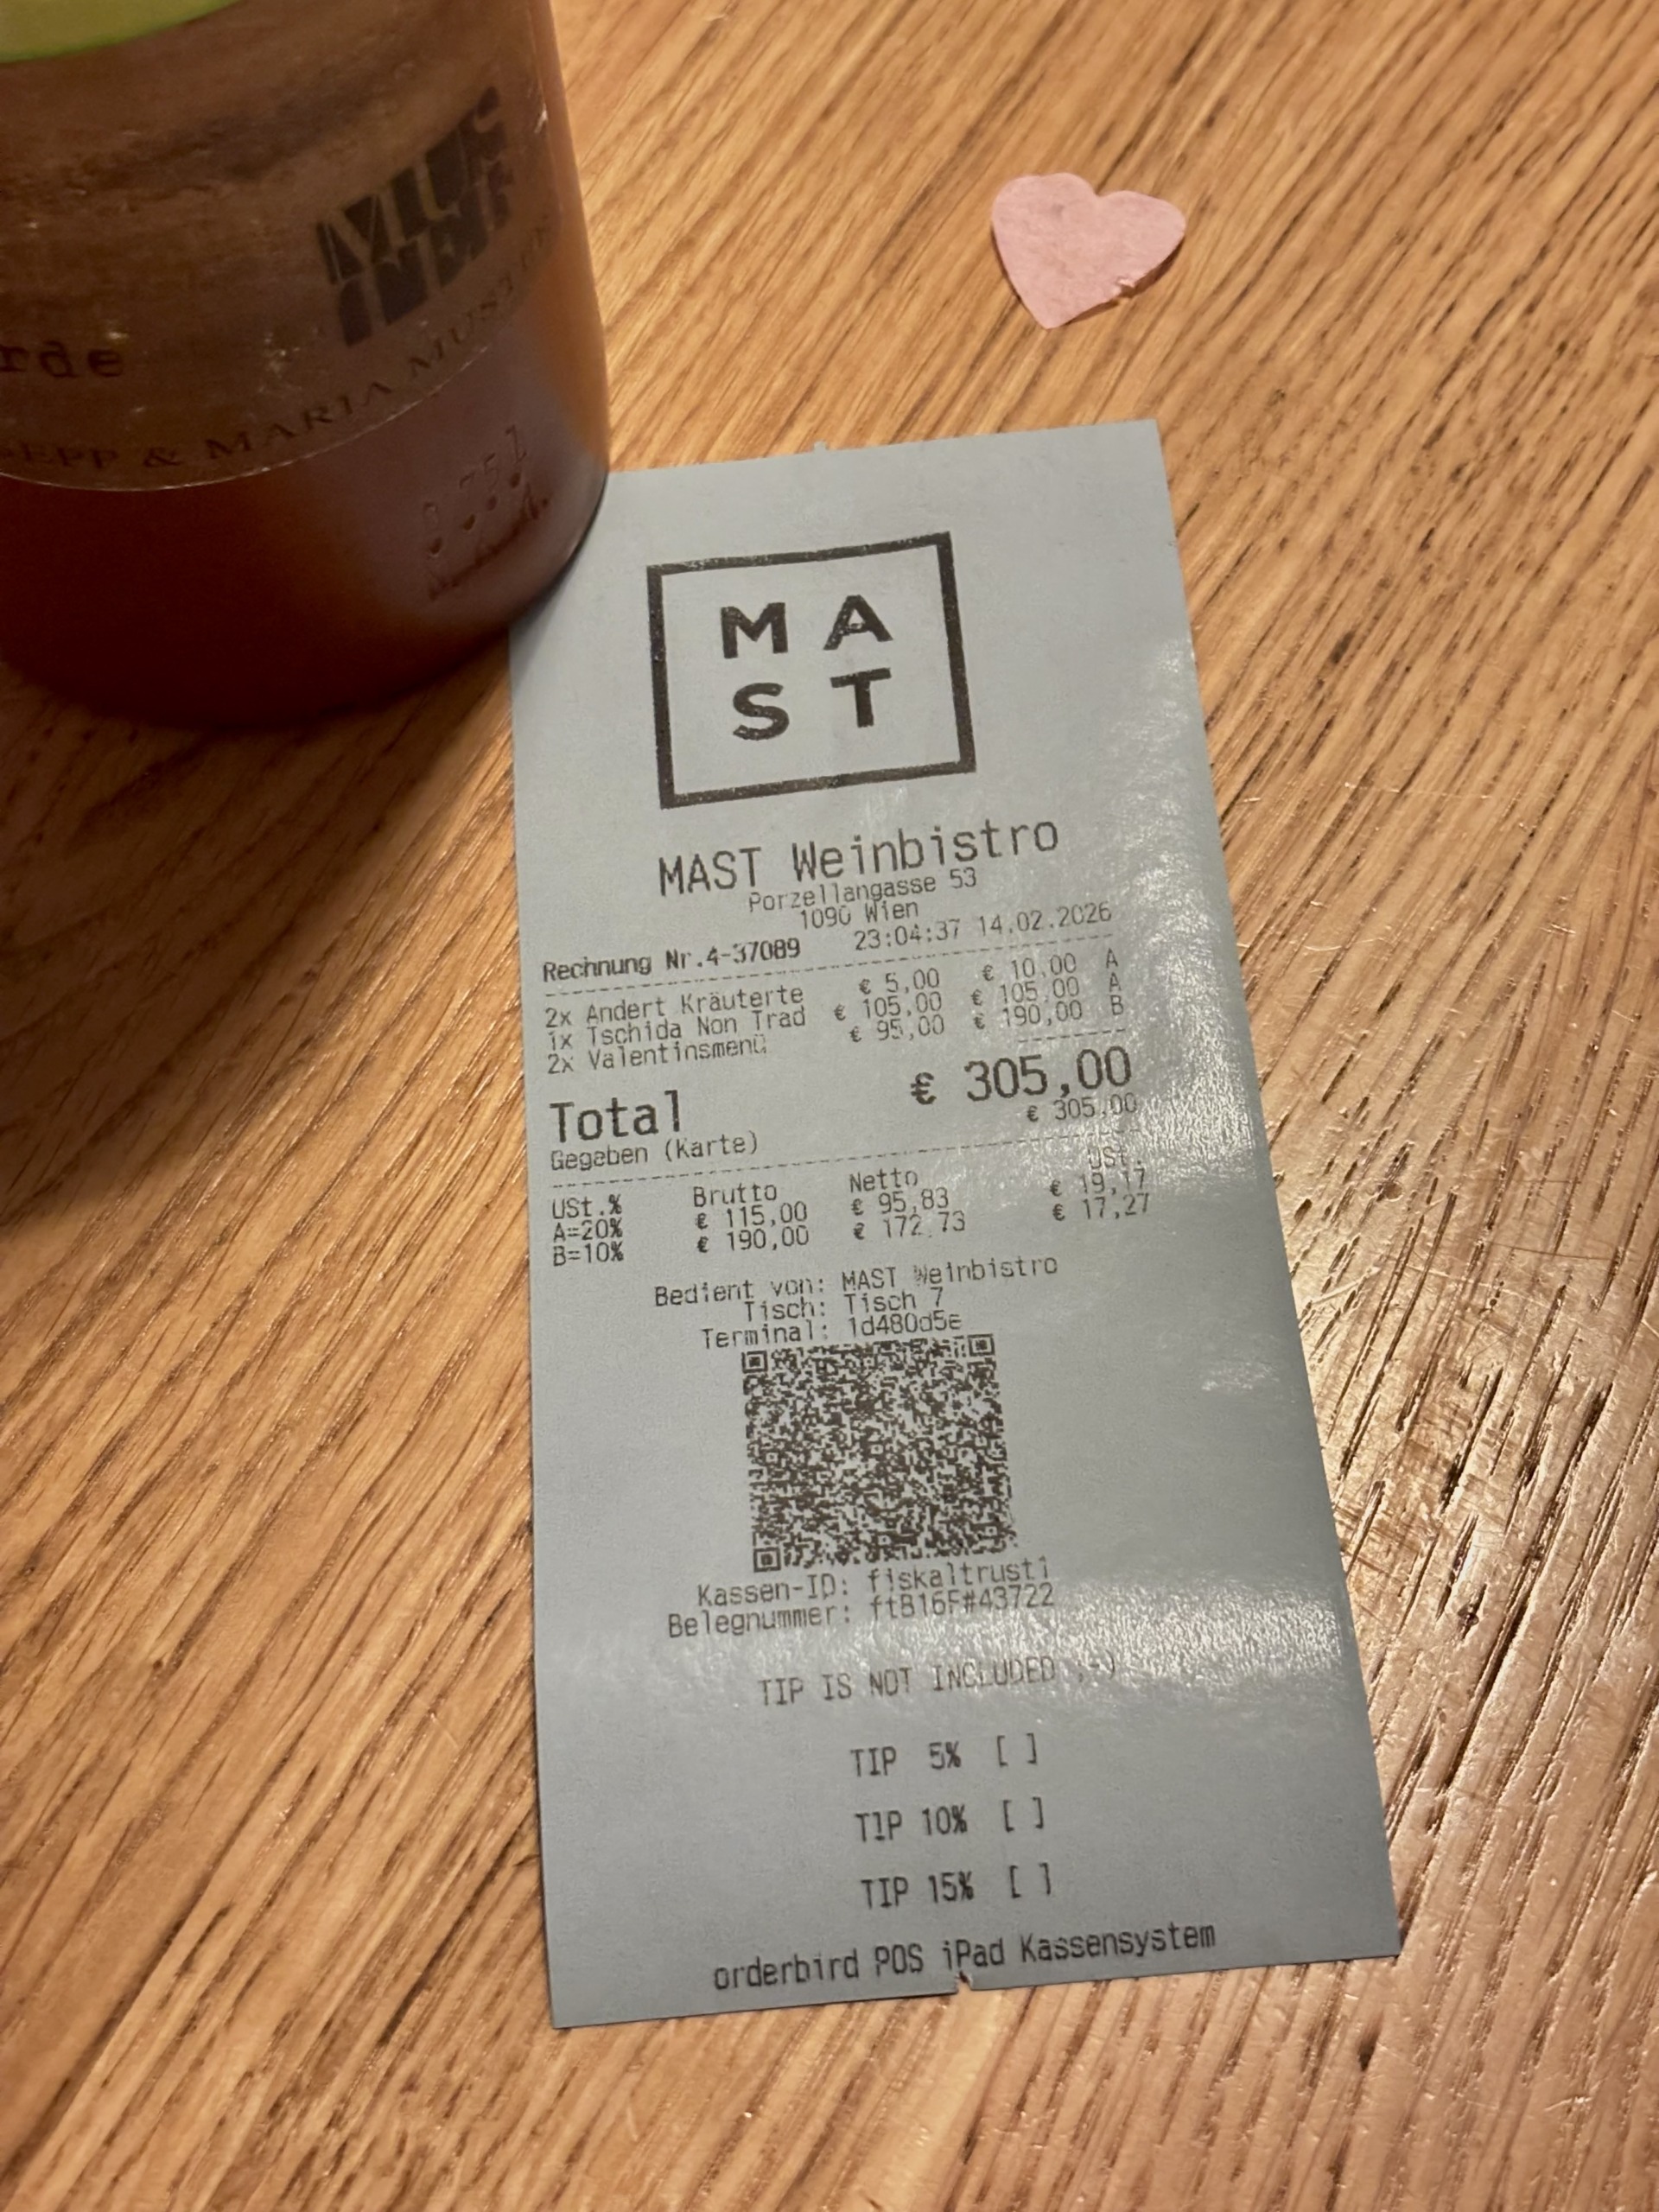 rde
SEPP & MARIA MUSTER
0,75 l
M A
S T
MAST Weinbistro
Porzellangasse 53
1090 Wien
Rechnung Nr.4-37089 23:04:37 14.02.2026
2x Andert Kräuterte € 5,00 € 10,00 A
1x Tschida Non Trad € 105,00 € 105,00 A
2x Valentinsmenü € 95,00 € 190,00 B
Total € 305,00
Gegeben (Karte) € 305,00
USt.% Brutto Netto USt.
A=20% € 115,00 € 95,83 € 19,17
B=10% € 190,00 € 172,73 € 17,27
Bedient von: MAST Weinbistro
Tisch: Tisch 7
Terminal: 1d480d5e
Kassen-ID: fiskaltrust1
Belegnummer: ftB16F#43722
TIP IS NOT INCLUDED ;-)
TIP 5% [ ]
TIP 10% [ ]
TIP 15% [ ]
orderbird POS iPad Kassensystem